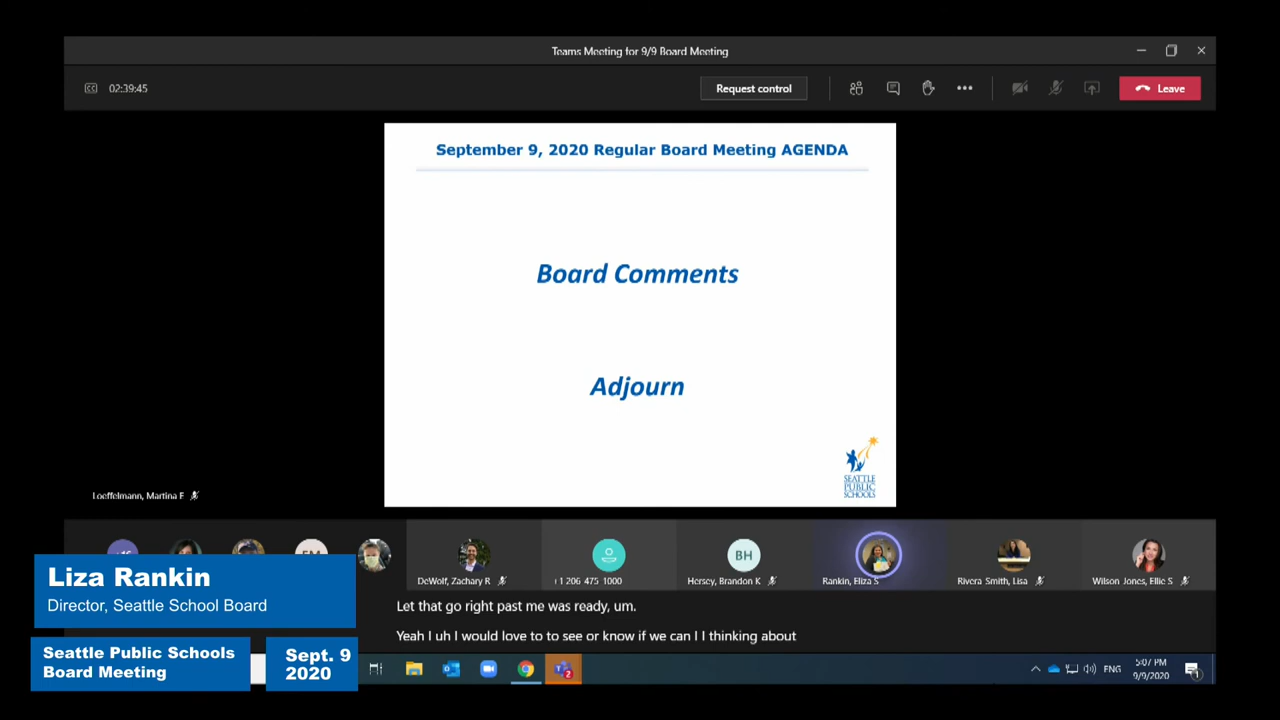 Teams Meeting for 9/9 Board Meeting
CC 02:39:45
Request control
Leave
September 9, 2020 Regular Board Meeting AGENDA
Board Comments
Adjourn
SEATTLE
PUBLIC
SCHOOLS
Loeffelmann, Martina E
BH
DeWolf, Zachary R
+1 206 475 1000
Hersey, Brandon K
Rankin, Eliza S
Rivera Smith, Lisa
Wilson Jones, Ellie S
Liza Rankin
Director, Seattle School Board
Let that go right past me was ready, um.
Yeah I uh I would love to to see or know if we can I I thinking about
Seattle Public Schools
Board Meeting
Sept. 9
2020
2
ENG
5:07 PM
9/9/2020
1